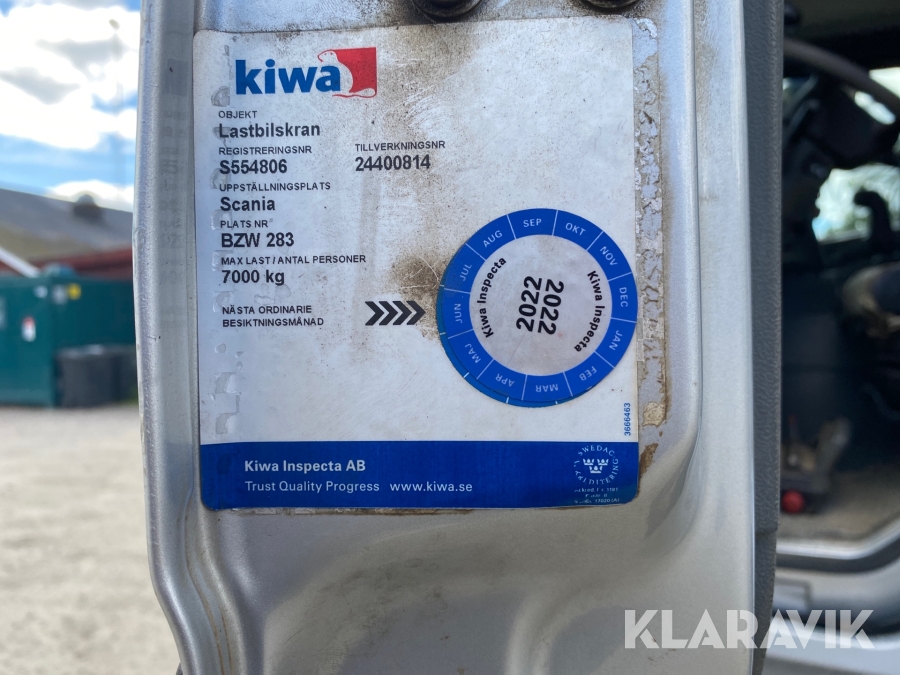 kiwa
OBJEKT
Lastbilskran
REGISTRERINGSNR TILLVERKNINGSNR
S554806 24400814
UPPSTÄLLNINGSPLATS
Scania
PLATS NR
BZW 283
MAX LAST / ANTAL PERSONER
7000 kg
NÄSTA ORDINARIE
BESIKTNINGSMÅNAD
JAN FEB MAR APR MAJ JUN JUL AUG SEP OKT NOV DEC
Kiwa Inspecta
2022
2022
Kiwa Inspecta
3666463
Kiwa Inspecta AB
Trust Quality Progress www.kiwa.se
SWEDAC
ACKREDITERING
KLARAVIK